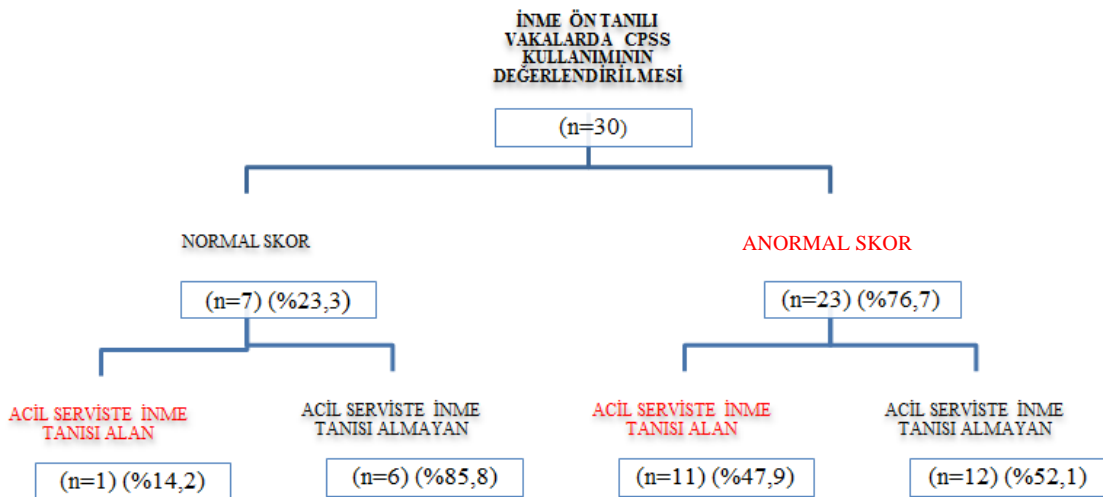 İNME ÖN TANILI
VAKALARDA CPSS
KULLANIMININ
DEĞERLENDİRİLMESİ
(n=30)
NORMAL SKOR
ANORMAL SKOR
(n=7) (%23,3)
(n=23) (%76,7)
ACİL SERVİSTE İNME
TANISI ALAN
ACİL SERVİSTE İNME
TANISI ALMAYAN
ACİL SERVİSTE İNME
TANISI ALAN
ACİL SERVİSTE İNME
TANISI ALMAYAN
(n=1) (%14,2)
(n=6) (%85,8)
(n=11) (%47,9)
(n=12) (%52,1)